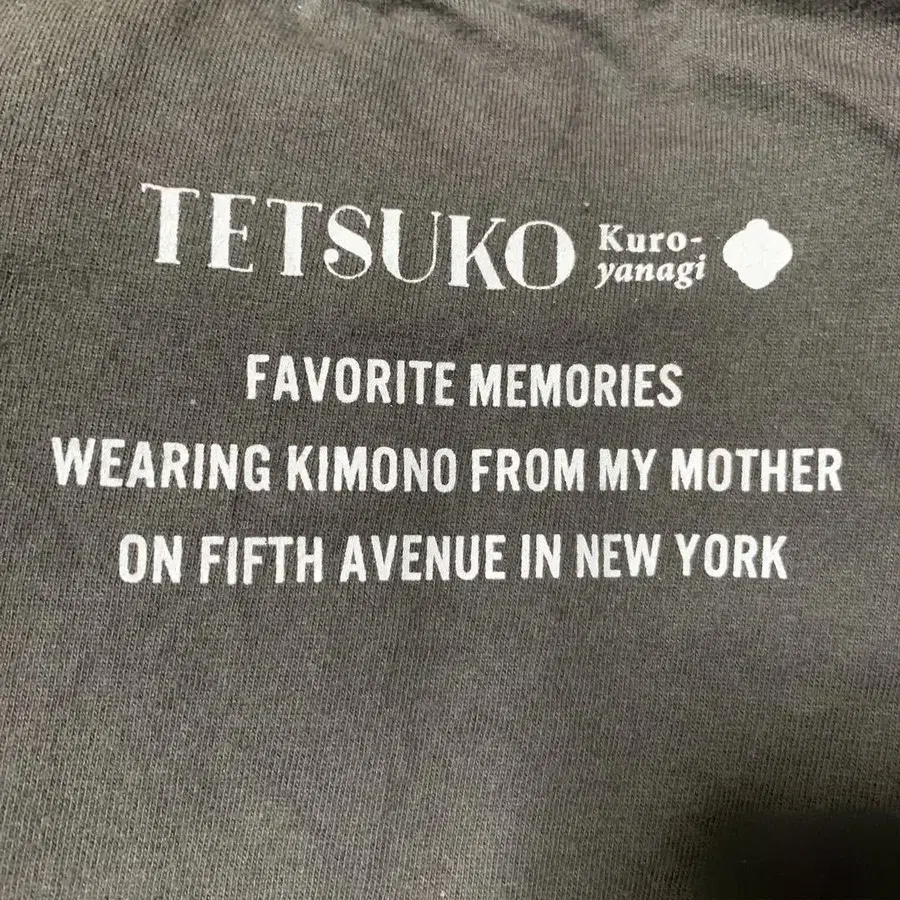 TETSUKO Kuro-
yanagi
FAVORITE MEMORIES
WEARING KIMONO FROM MY MOTHER
ON FIFTH AVENUE IN NEW YORK